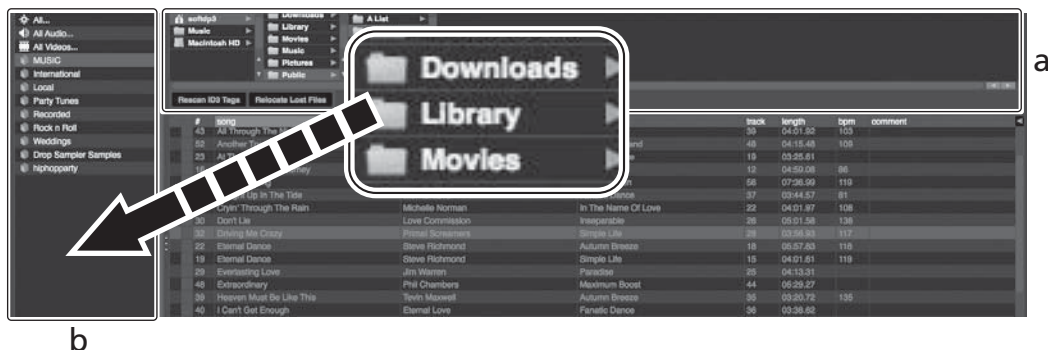 All...
All Audio...
All Videos...
MUSIC
International
Local
Party Tunes
Recorded
Rock n Roll
Weddings
Drop Sampler Samples
hiphopparty
softdp3
Music
Macintosh HD
Downloads
Library
Movies
Music
Pictures
Public
A List
Rescan ID3 Tags Relocate Lost Files
Downloads
Library
Movies
a
# song track length bpm comment
43 All Through The 39 04:01.92 103
52 Another 46 04:15.48 109
23 19 03:25.61
12 04:59.08 86
56 07:36.99 119
Up In The Tide 37 03:44.57 81
Cryin' Through The Rain Michelle Norman In The Name Of Love 22 04:01.97 108
30 Don't Lie Love Commission Inseparable 26 05:01.58 138
32 Driving Me Crazy Primal Screamers Simple Life 28 03:56.93 117
22 Eternal Dance Steve Richmond Autumn Breeze 18 05:57.83 118
19 Eternal Dance Steve Richmond Simple Life 15 04:01.61 119
29 Everlasting Love Jim Warren Paradise 25 04:13.31
48 Extraordinary Phil Chambers Maximum Boost 44 06:29.27
39 Heaven Must Be Like This Tevin Maxwell Autumn Breeze 35 03:20.72 135
40 I Can't Get Enough Eternal Love Fanatic Dance 36 03:36.62
b